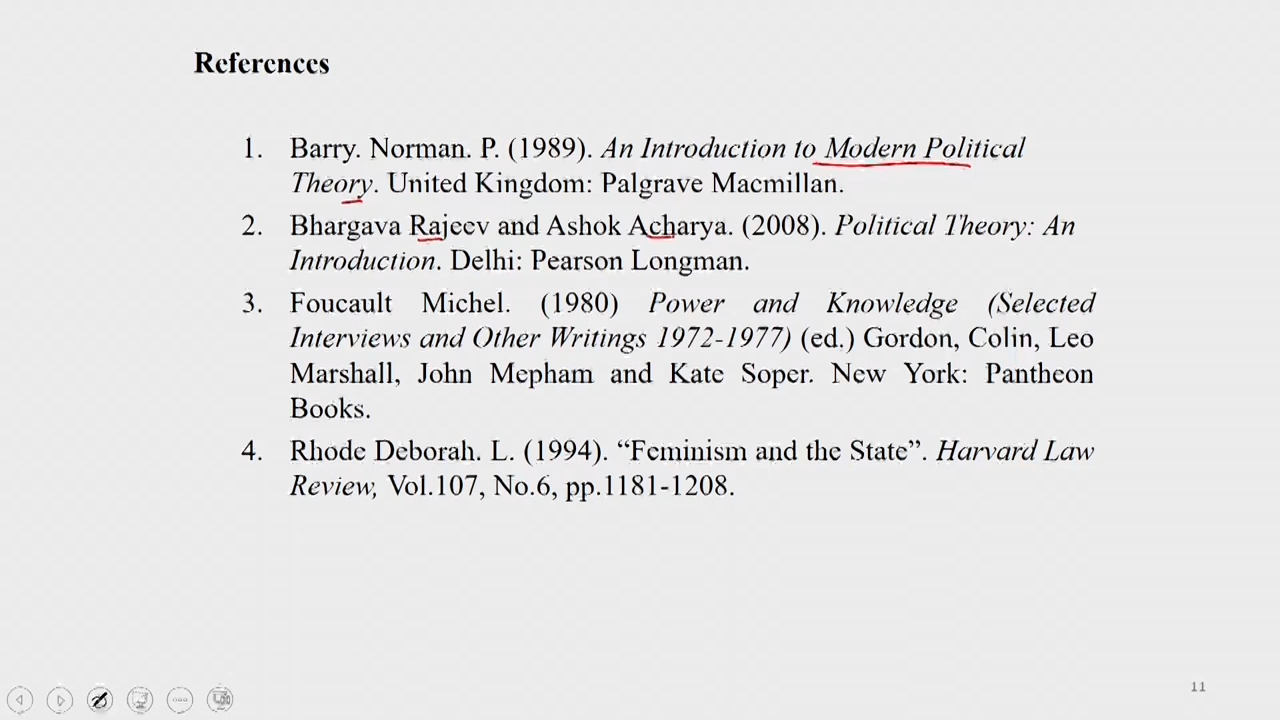 References
1. Barry. Norman. P. (1989). An Introduction to Modern Political
Theory. United Kingdom: Palgrave Macmillan.
2. Bhargava Rajeev and Ashok Acharya. (2008). Political Theory: An
Introduction. Delhi: Pearson Longman.
3. Foucault Michel. (1980) Power and Knowledge (Selected
Interviews and Other Writings 1972-1977) (ed.) Gordon, Colin, Leo
Marshall, John Mepham and Kate Soper. New York: Pantheon
Books.
4. Rhode Deborah. L. (1994). “Feminism and the State”. Harvard Law
Review, Vol.107, No.6, pp.1181-1208.
11